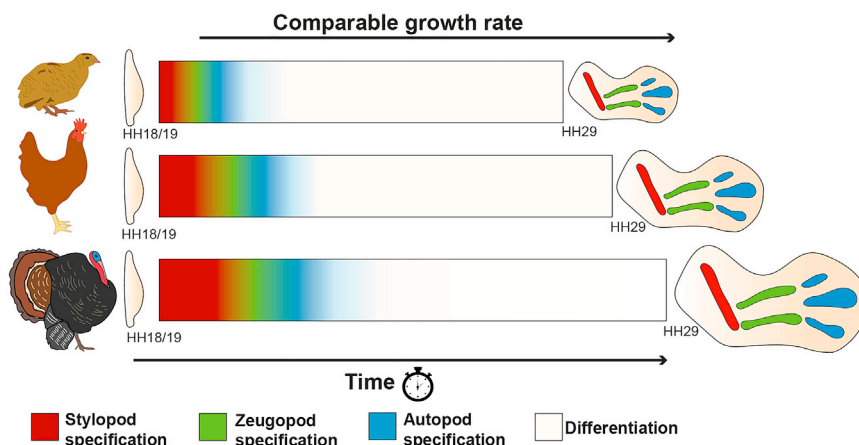 Comparable growth rate
HH18/19
HH29
HH18/19
HH29
HH18/19
HH29
Time
Stylopod
specification
Zeugopod
specification
Autopod
specification
Differentiation